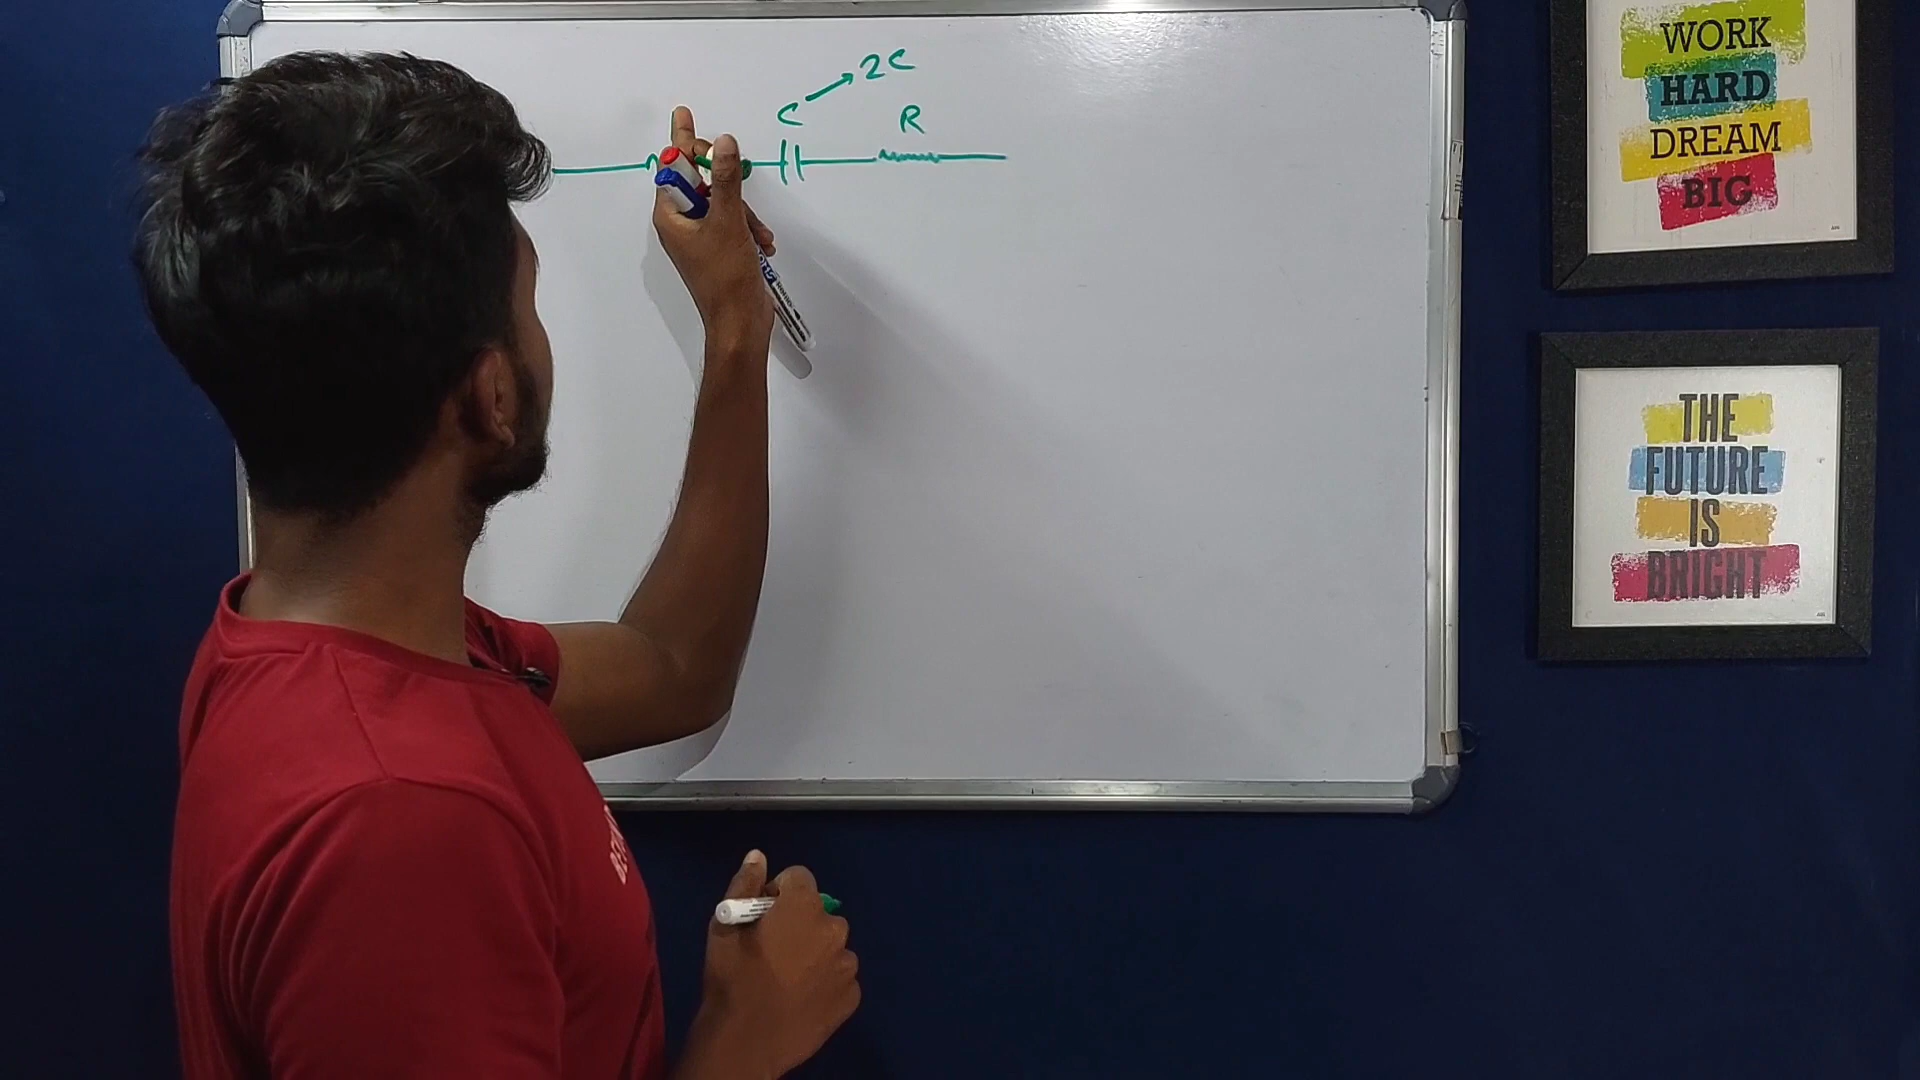 C → 2C
R
WORK
HARD
DREAM
BIG
THE
FUTURE
IS
BRIGHT